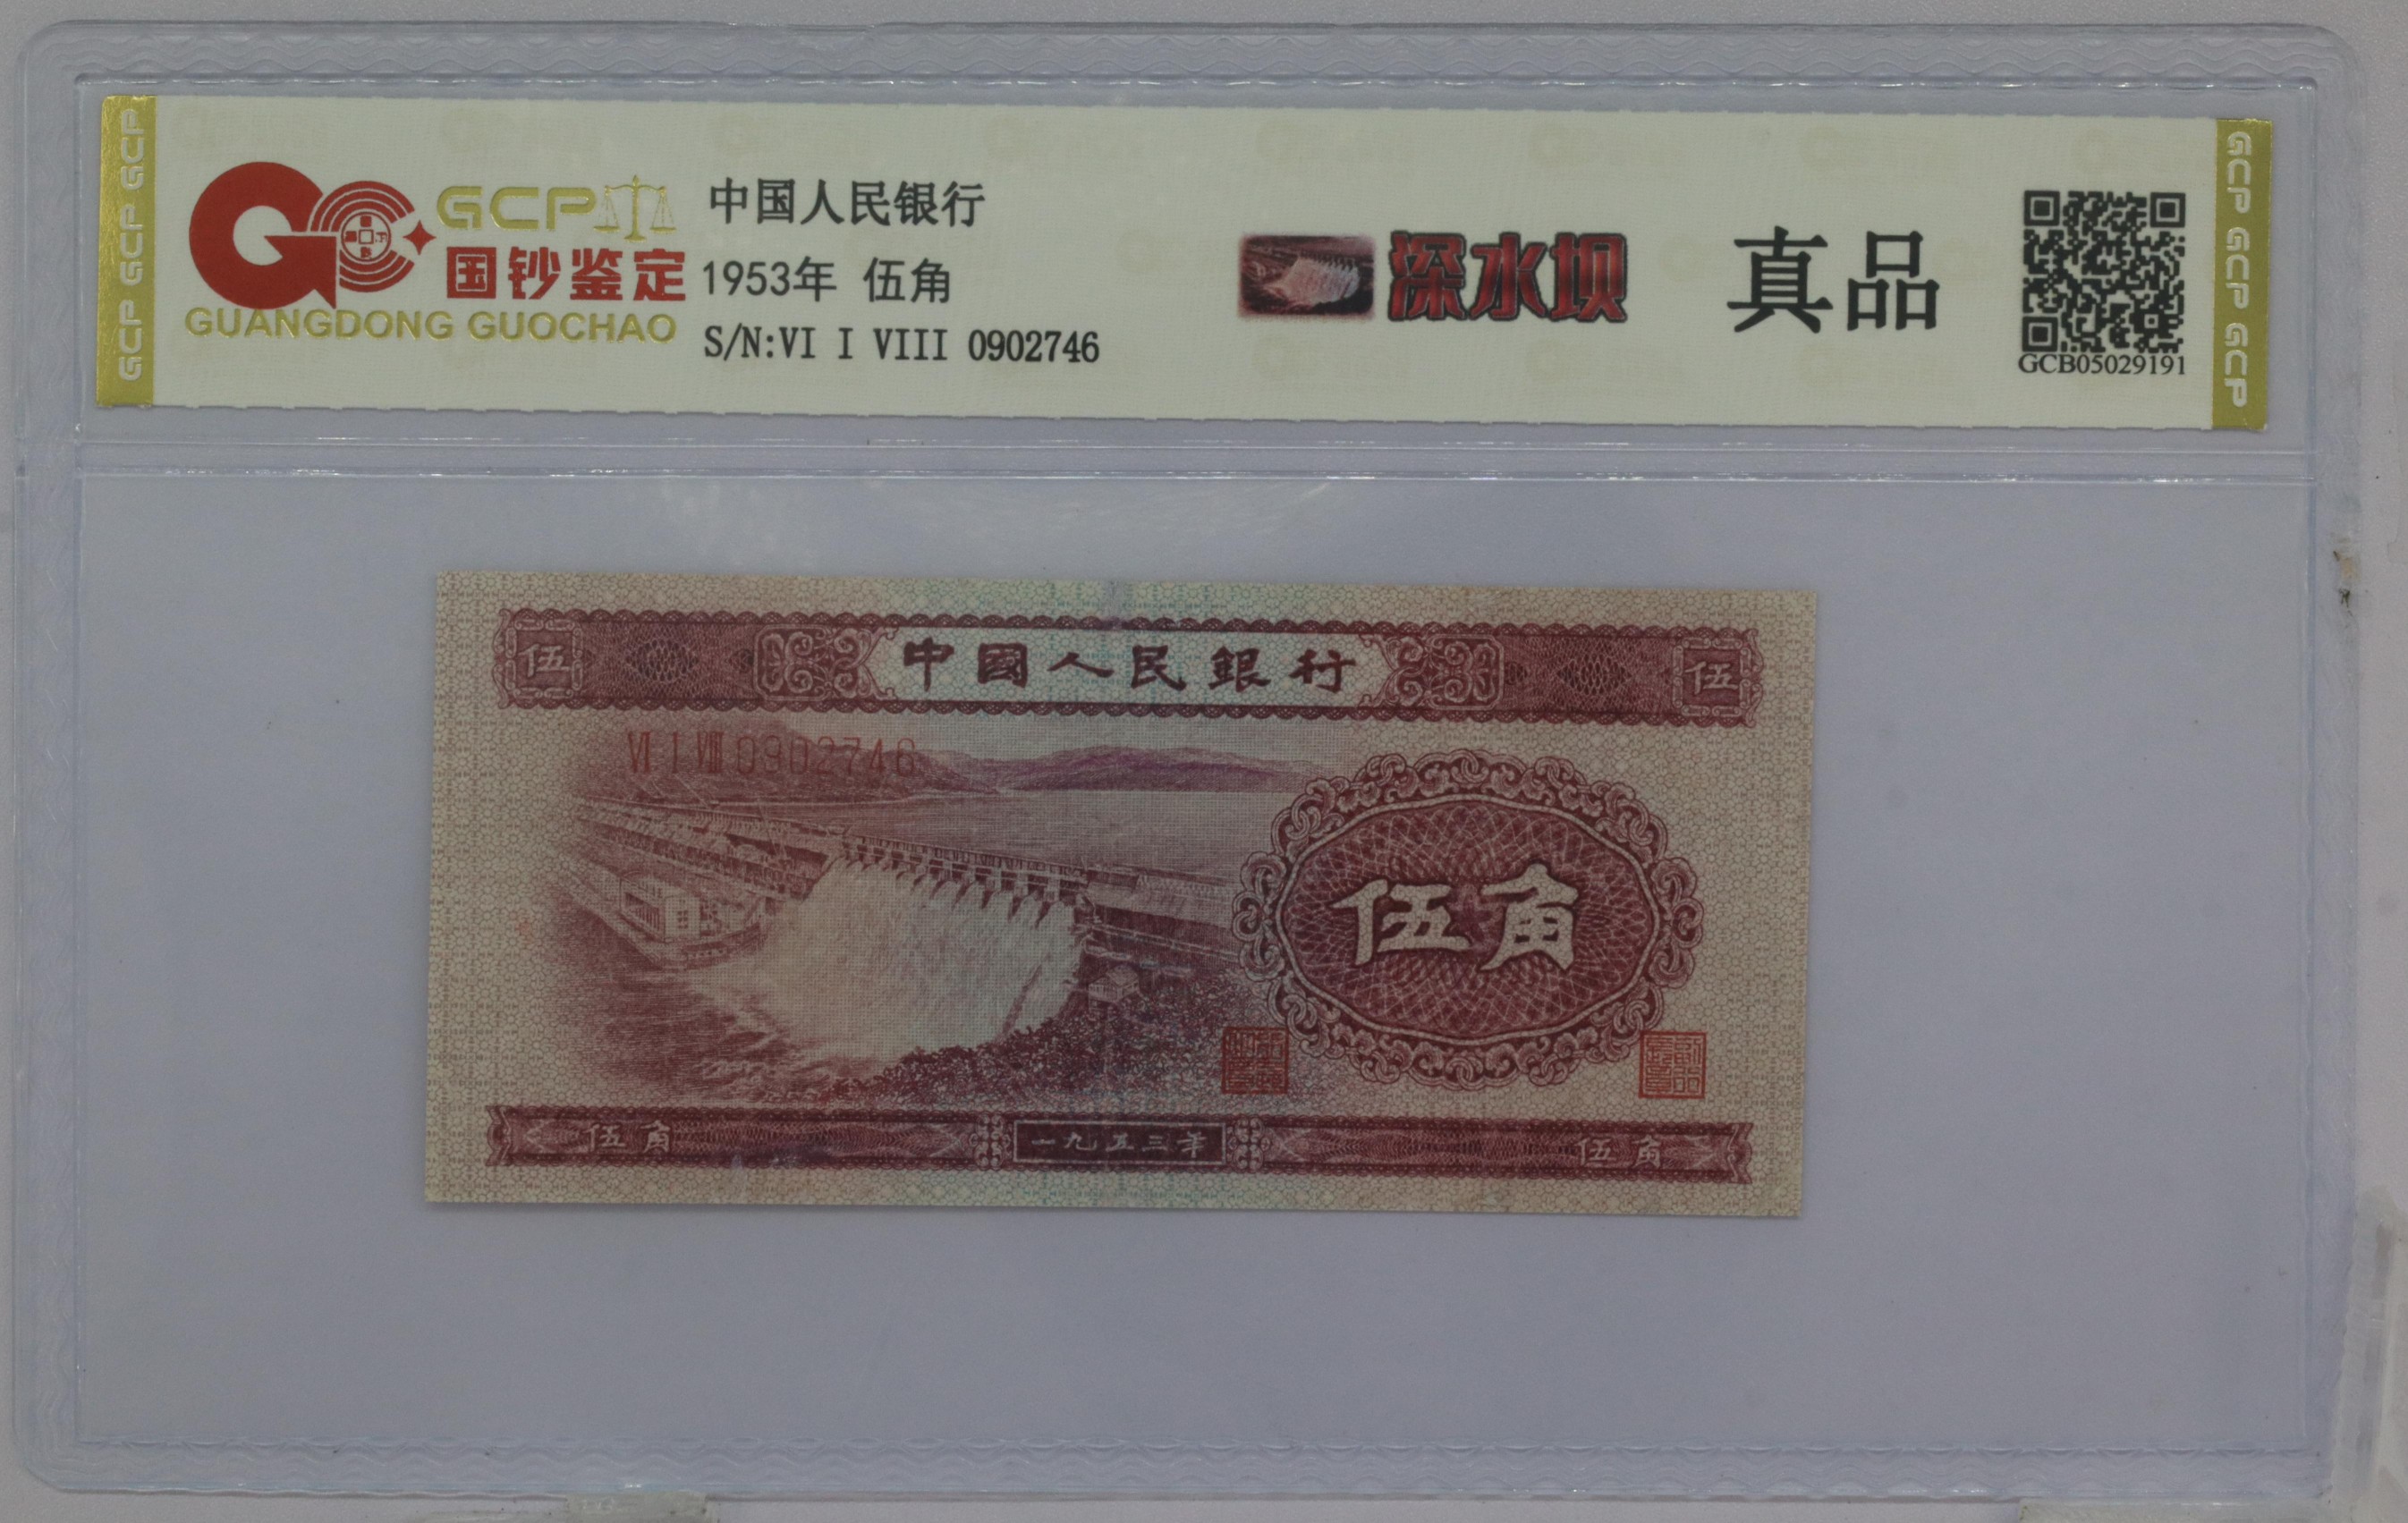 GCP GCP GCP
GCP
国钞鉴定
GUANGDONG GUOCHAO
中国人民银行
1953年 伍角
S/N:VI I VIII 0902746
深水坝
真品
GCB05029191
GCP GCP GCP
伍
中國人民銀行
伍
VI I VIII 0902746
伍角
伍角
一九五三年
伍角